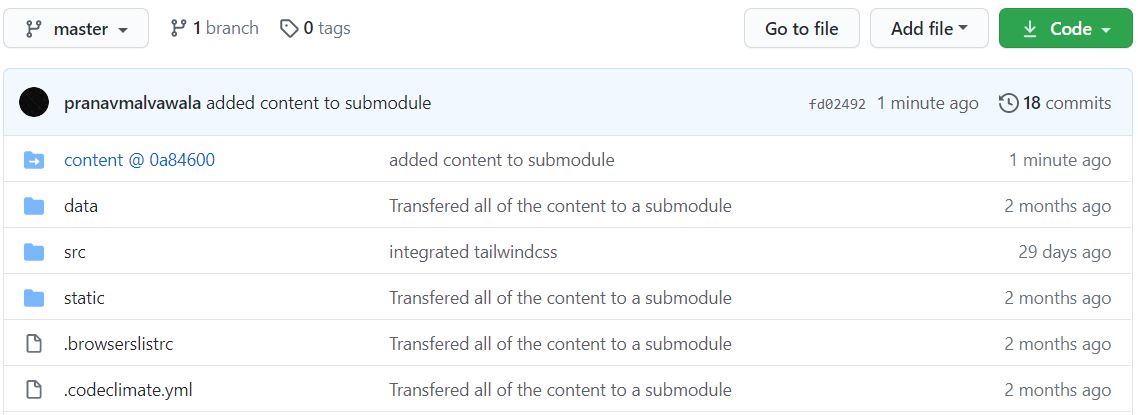 master 1 branch 0 tags Go to file Add file Code
pranavmalvawala added content to submodule fd02492 1 minute ago 18 commits
content @ 0a84600 added content to submodule 1 minute ago
data Transfered all of the content to a submodule 2 months ago
src integrated tailwindcss 29 days ago
static Transfered all of the content to a submodule 2 months ago
.browserslistrc Transfered all of the content to a submodule 2 months ago
.codeclimate.yml Transfered all of the content to a submodule 2 months ago